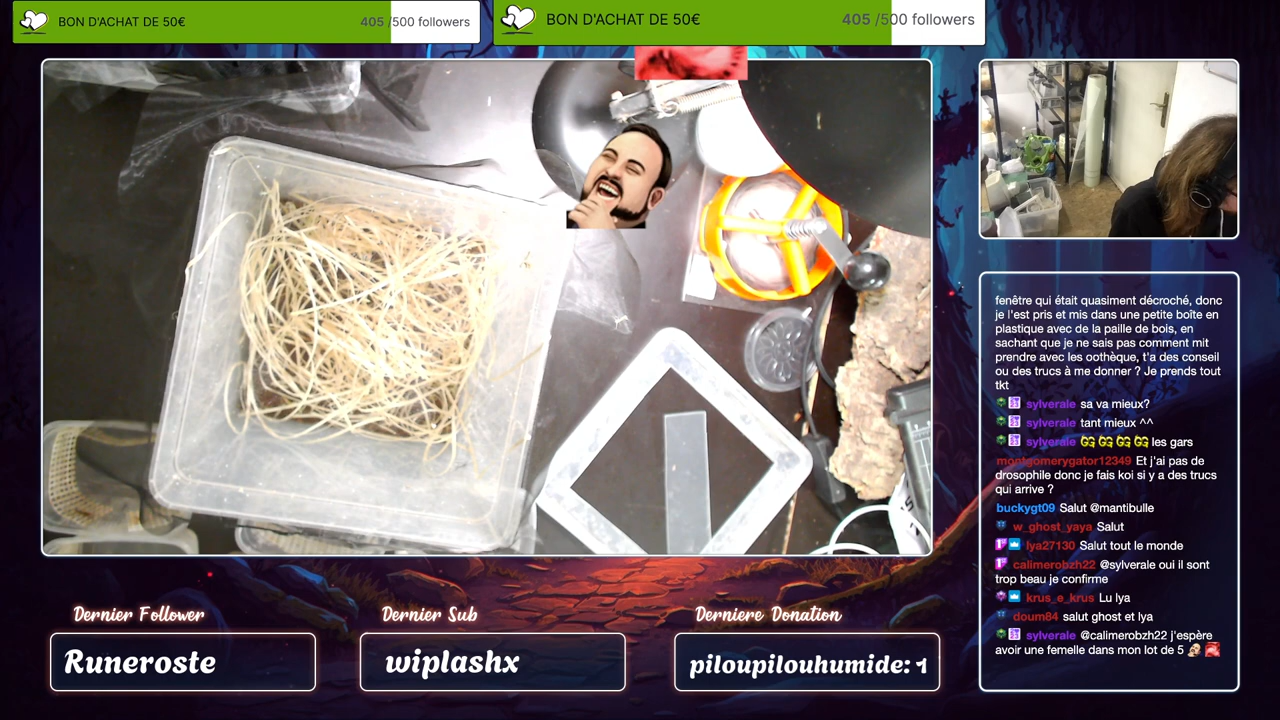 BON D'ACHAT DE 50€ 405 /500 followers
BON D'ACHAT DE 50€ 405 /500 followers
fenêtre qui était quasiment décroché, donc
je l'est pris et mis dans une petite boîte en
plastique avec de la paille de bois, en
sachant que je ne sais pas comment mit
prendre avec les oothèque, t'a des conseil
ou des trucs à me donner ? Je prends tout
tkt
sylverale sa va mieux?
sylverale tant mieux ^^
sylverale GG GG GG GG les gars
montgomerygator12349 Et j'ai pas de
drosophile donc je fais koi si y a des trucs
qui arrive ?
buckygt09 Salut @mantibulle
w_ghost_yaya Salut
lya27130 Salut tout le monde
calimerobzh22 @sylverale oui il sont
trop beau je confirme
krus_e_krus Lu lya
doum84 salut ghost et lya
sylverale @calimerobzh22 j'espère
avoir une femelle dans mon lot de 5
Dernier Follower
Runeroste
Dernier Sub
wiplashx
Derniere Donation
piloupilouhumide: 1